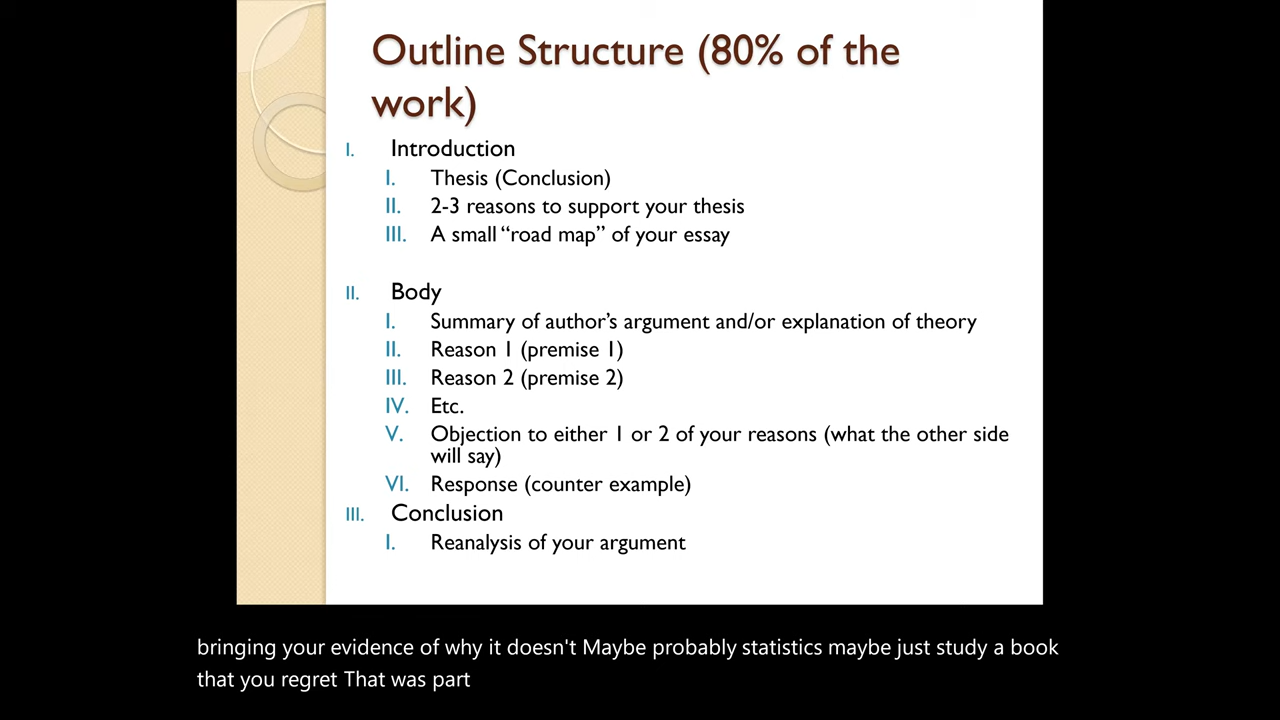 Outline Structure (80% of the
work)
I. Introduction
I. Thesis (Conclusion)
II. 2-3 reasons to support your thesis
III. A small “road map” of your essay
II. Body
I. Summary of author’s argument and/or explanation of theory
II. Reason 1 (premise 1)
III. Reason 2 (premise 2)
IV. Etc.
V. Objection to either 1 or 2 of your reasons (what the other side
will say)
VI. Response (counter example)
III. Conclusion
I. Reanalysis of your argument
bringing your evidence of why it doesn't Maybe probably statistics maybe just study a book
that you regret That was part